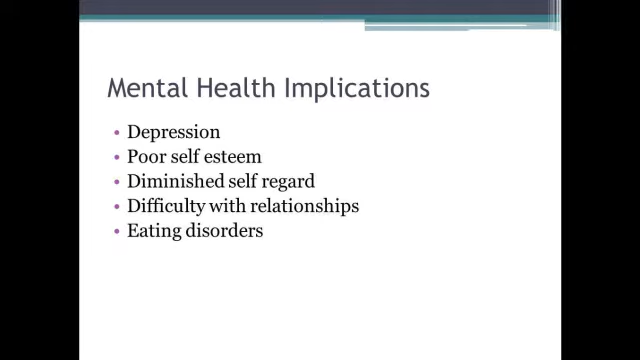 Mental Health Implications
• Depression
• Poor self esteem
• Diminished self regard
• Difficulty with relationships
• Eating disorders